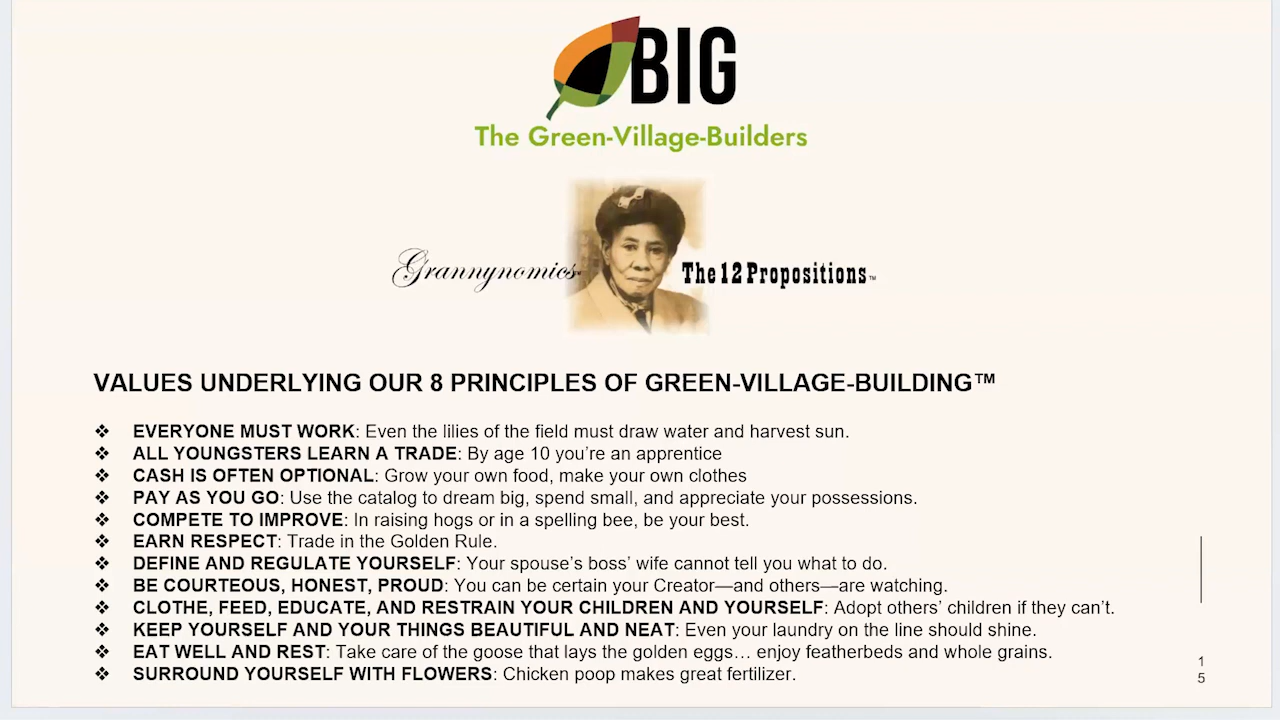 BIG
The Green-Village-Builders
Grannynomics™ The 12 Propositions™
VALUES UNDERLYING OUR 8 PRINCIPLES OF GREEN-VILLAGE-BUILDING™
❖ EVERYONE MUST WORK: Even the lilies of the field must draw water and harvest sun.
❖ ALL YOUNGSTERS LEARN A TRADE: By age 10 you’re an apprentice
❖ CASH IS OFTEN OPTIONAL: Grow your own food, make your own clothes
❖ PAY AS YOU GO: Use the catalog to dream big, spend small, and appreciate your possessions.
❖ COMPETE TO IMPROVE: In raising hogs or in a spelling bee, be your best.
❖ EARN RESPECT: Trade in the Golden Rule.
❖ DEFINE AND REGULATE YOURSELF: Your spouse’s boss’ wife cannot tell you what to do.
❖ BE COURTEOUS, HONEST, PROUD: You can be certain your Creator—and others—are watching.
❖ CLOTHE, FEED, EDUCATE, AND RESTRAIN YOUR CHILDREN AND YOURSELF: Adopt others’ children if they can’t.
❖ KEEP YOURSELF AND YOUR THINGS BEAUTIFUL AND NEAT: Even your laundry on the line should shine.
❖ EAT WELL AND REST: Take care of the goose that lays the golden eggs… enjoy featherbeds and whole grains.
❖ SURROUND YOURSELF WITH FLOWERS: Chicken poop makes great fertilizer.
1
5